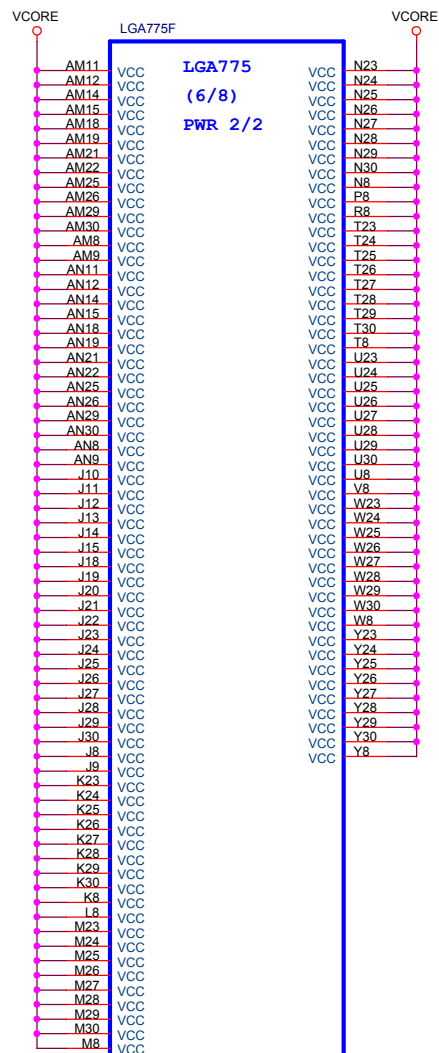 VCORE
VCORE
LGA775F
LGA775
(6/8)
PWR 2/2
AM11 VCC VCC N23
AM12 VCC VCC N24
AM14 VCC VCC N25
AM15 VCC VCC N26
AM18 VCC VCC N27
AM19 VCC VCC N28
AM21 VCC VCC N29
AM22 VCC VCC N30
AM25 VCC VCC N8
AM26 VCC VCC P8
AM29 VCC VCC R8
AM30 VCC VCC T23
AM8 VCC VCC T24
AM9 VCC VCC T25
AN11 VCC VCC T26
AN12 VCC VCC T27
AN14 VCC VCC T28
AN15 VCC VCC T29
AN18 VCC VCC T30
AN19 VCC VCC T8
AN21 VCC VCC U23
AN22 VCC VCC U24
AN25 VCC VCC U25
AN26 VCC VCC U26
AN29 VCC VCC U27
AN30 VCC VCC U28
AN8 VCC VCC U29
AN9 VCC VCC U30
J10 VCC VCC U8
J11 VCC VCC V8
J12 VCC VCC W23
J13 VCC VCC W24
J14 VCC VCC W25
J15 VCC VCC W26
J18 VCC VCC W27
J19 VCC VCC W28
J20 VCC VCC W29
J21 VCC VCC W30
J22 VCC VCC W8
J23 VCC VCC Y23
J24 VCC VCC Y24
J25 VCC VCC Y25
J26 VCC VCC Y26
J27 VCC VCC Y27
J28 VCC VCC Y28
J29 VCC VCC Y29
J30 VCC VCC Y30
J8 VCC VCC Y8
J9 VCC
K23 VCC
K24 VCC
K25 VCC
K26 VCC
K27 VCC
K28 VCC
K29 VCC
K30 VCC
K8 VCC
L8 VCC
M23 VCC
M24 VCC
M25 VCC
M26 VCC
M27 VCC
M28 VCC
M29 VCC
M30 VCC
M8 VCC